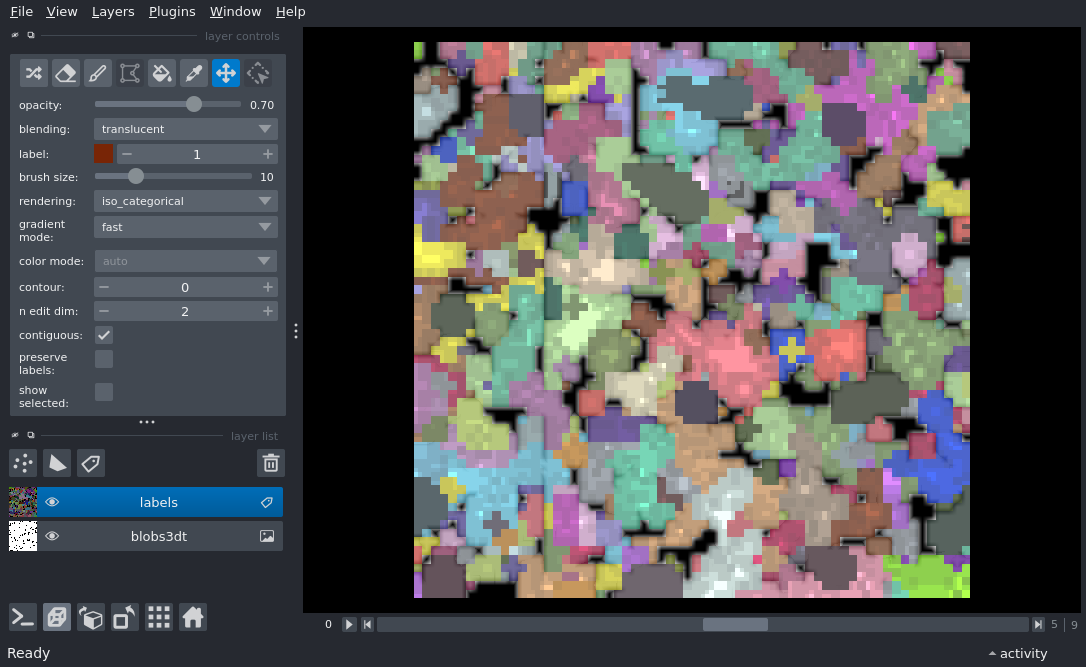 File View Layers Plugins Window Help
layer controls
opacity: 0.70
blending: translucent
label: 1
brush size: 10
rendering: iso_categorical
gradient
mode: fast
color mode: auto
contour: 0
n edit dim: 2
contiguous:
preserve
labels:
show
selected:
layer list
labels
blobs3dt
0 5 | 9
Ready activity